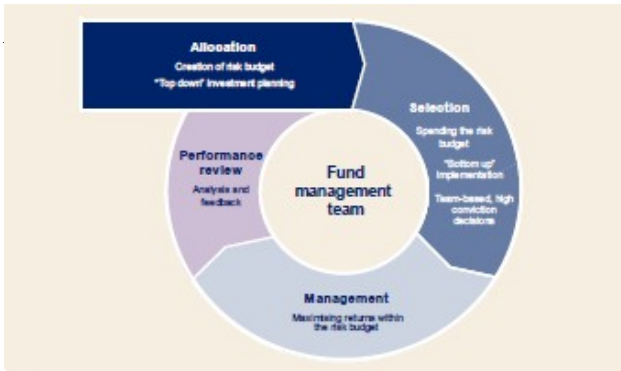 Allocation
Creation of risk budget
"Top down" investment planning
Selection
Spending the risk
budget
"Bottom up"
implementation
Team-based, high
conviction
decisions
Performance
review
Analysis and
feedback
Fund
management
team
Management
Maximising returns within
the risk budget